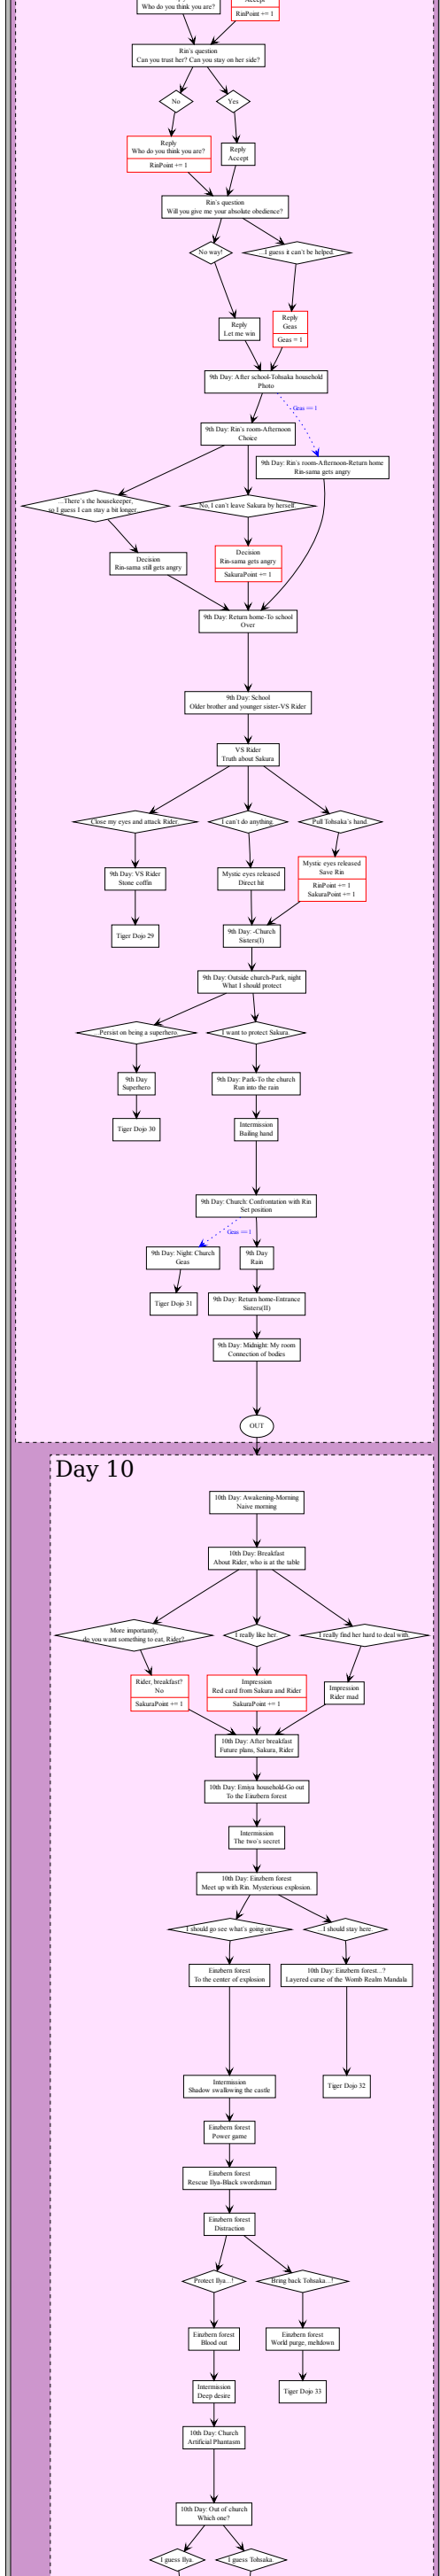 Who do you think you are?
Accept
RinPoint += 1
Rin's question
Can you trust her? Can you stay on her side?
No
Yes
Reply
Who do you think you are?
RinPoint += 1
Reply
Accept
Rin's question
Will you give me your absolute obedience?
No way!
...I guess it can't be helped.
Reply
Let me win
Reply
Geas
Geas = 1
9th Day: After school-Tohsaka household
Photo
Geas == 1
9th Day: Rin's room-Afternoon
Choice
9th Day: Rin's room-Afternoon-Return home
Rin-sama gets angry
...There's the housekeeper,
so I guess I can stay a bit longer.
No, I can't leave Sakura by herself.
Decision
Rin-sama still gets angry
Decision
Rin-sama gets angry
SakuraPoint += 1
9th Day: Return home-To school
Over
9th Day: School
Older brother and younger sister-VS Rider
VS Rider
Truth about Sakura
Close my eyes and attack Rider.
I can't do anything.
Pull Tohsaka's hand.
9th Day: VS Rider
Stone coffin
Mystic eyes released
Direct hit
Mystic eyes released
Save Rin
RinPoint += 1
SakuraPoint += 1
Tiger Dojo 29
9th Day: -Church
Sisters(I)
9th Day: Outside church-Park, night
What I should protect
Persist on being a superhero.
I want to protect Sakura.
9th Day
Superhero
9th Day: Park-To the church
Run into the rain
Tiger Dojo 30
Intermission
Bailing hand
9th Day: Church: Confrontation with Rin
Set position
Geas == 1
9th Day: Night: Church
Geas
9th Day
Rain
Tiger Dojo 31
9th Day: Return home-Entrance
Sisters(II)
9th Day: Midnight: My room
Connection of bodies
OUT
Day 10
10th Day: Awakening-Morning
Naive morning
10th Day: Breakfast
About Rider, who is at the table
More importantly,
do you want something to eat, Rider?
I really like her.
I really find her hard to deal with.
Rider, breakfast?
No
SakuraPoint += 1
Impression
Red card from Sakura and Rider
SakuraPoint += 1
Impression
Rider mad
10th Day: After breakfast
Future plans, Sakura, Rider
10th Day: Emiya household-Go out
To the Einzbern forest
Intermission
The two's secret
10th Day: Einzbern forest
Meet up with Rin. Mysterious explosion.
I should go see what's going on.
...I should stay here.
Einzbern forest
To the center of explosion
10th Day: Einzbern forest...?
Layered curse of the Womb Realm Mandala
Intermission
Shadow swallowing the castle
Tiger Dojo 32
Einzbern forest
Power game
Einzbern forest
Rescue Ilya-Black swordsman
Einzbern forest
Distraction
Protect Ilya...!
Bring back Tohsaka...!
Einzbern forest
Blood out
Einzbern forest
World purge, meltdown
Intermission
Deep desire
Tiger Dojo 33
10th Day: Church
Artificial Phantasm
10th Day: Out of church
Which one?
I guess Ilya.
I guess Tohsaka.